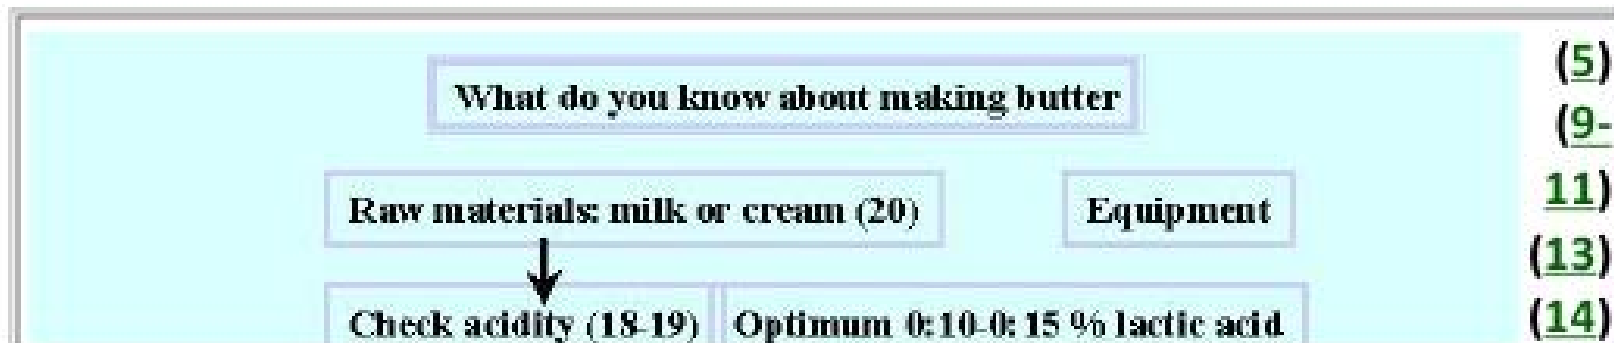 What do you know about making butter
Raw materials: milk or cream (20)
Equipment
Check acidity (18-19)
Optimum 0:10-0:15 % lactic acid
(5)
(9-
11)
(13)
(14)